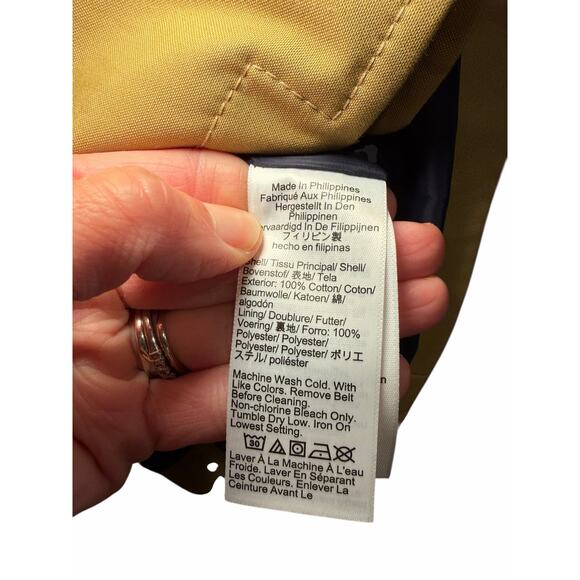 Made In Philippines
Fabriqué Aux Philippines
Hergestellt In Den
Philippinen
ervaardigd In De Filippijnen
フィリピン製
hecho en filipinas
Shell/ Tissu Principal/ Shell/
Bovenstof/ 表地/ Tela
Exterior: 100% Cotton/ Coton/
Baumwolle/ Katoen/ 綿/
algodón
Lining/ Doublure/ Futter/
Voering/ 裏地/ Forro: 100%
Polyester/ Polyester/
Polyester/ Polyester/ ポリエ
ステル/ poliéster
Machine Wash Cold. With
Like Colors. Remove Belt
Before Cleaning.
Non-chlorine Bleach Only.
Tumble Dry Low. Iron On
Lowest Setting.
30
Laver À La Machine À L'eau
Froide. Laver En Séparant
Les Couleurs. Enlever La
Ceinture Avant Le